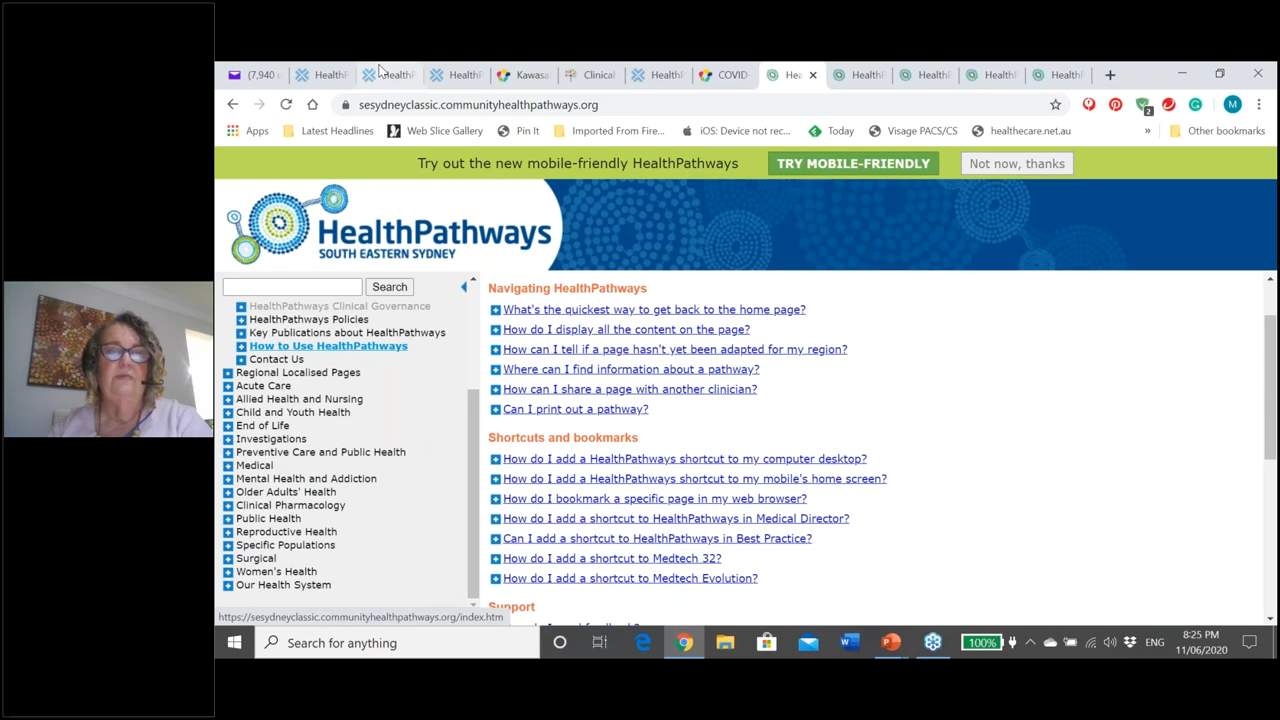 (7,940 u
HealthP
HealthP
HealthP
Kawasa
Clinical
HealthP
COVID-
Hea
HealthP
HealthP
HealthP
HealthP
sesydneyclassic.communityhealthpathways.org
2
M
Apps
Latest Headlines
Web Slice Gallery
Pin It
Imported From Fire...
iOS: Device not rec...
Today
Visage PACS/CS
healthecare.net.au
»
Other bookmarks
Try out the new mobile-friendly HealthPathways
TRY MOBILE-FRIENDLY
Not now, thanks
HealthPathways
SOUTH EASTERN SYDNEY
Search
HealthPathways Clinical Governance
HealthPathways Policies
Key Publications about HealthPathways
How to Use HealthPathways
Contact Us
Regional Localised Pages
Acute Care
Allied Health and Nursing
Child and Youth Health
End of Life
Investigations
Preventive Care and Public Health
Medical
Mental Health and Addiction
Older Adults' Health
Clinical Pharmacology
Public Health
Reproductive Health
Specific Populations
Surgical
Women's Health
Our Health System
Navigating HealthPathways
What's the quickest way to get back to the home page?
How do I display all the content on the page?
How can I tell if a page hasn't yet been adapted for my region?
Where can I find information about a pathway?
How can I share a page with another clinician?
Can I print out a pathway?
Shortcuts and bookmarks
How do I add a HealthPathways shortcut to my computer desktop?
How do I add a HealthPathways shortcut to my mobile's home screen?
How do I bookmark a specific page in my web browser?
How do I add a shortcut to HealthPathways in Medical Director?
Can I add a shortcut to HealthPathways in Best Practice?
How do I add a shortcut to Medtech 32?
How do I add a shortcut to Medtech Evolution?
Support
https://sesydneyclassic.communityhealthpathways.org/index.htm
Search for anything
100%
ENG
8:25 PM
11/06/2020